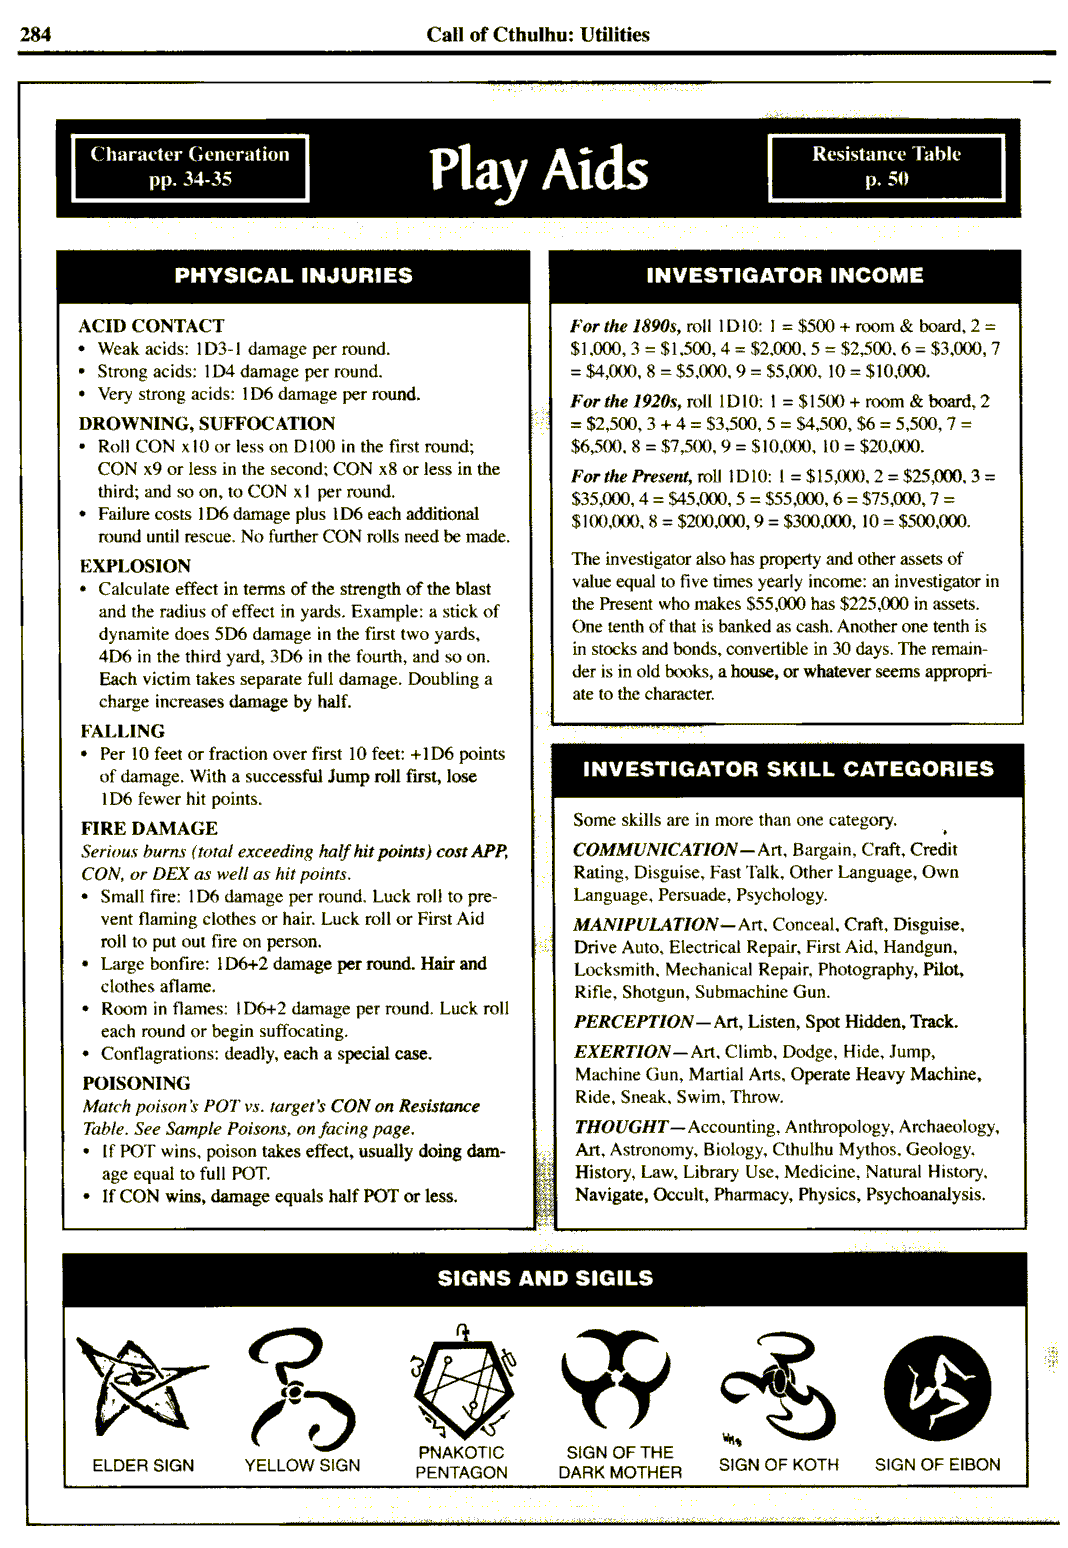 284
Call of Cthulhu: Utilities
Character Generation
pp. 34-35
Play Aids
Resistance Table
p. 50
PHYSICAL INJURIES
ACID CONTACT
• Weak acids: 1D3-1 damage per round.
• Strong acids: 1D4 damage per round.
• Very strong acids: 1D6 damage per round.
DROWNING, SUFFOCATION
• Roll CON x10 or less on D100 in the first round;
CON x9 or less in the second; CON x8 or less in the
third; and so on, to CON x1 per round.
• Failure costs 1D6 damage plus 1D6 each additional
round until rescue. No further CON rolls need be made.
EXPLOSION
• Calculate effect in terms of the strength of the blast
and the radius of effect in yards. Example: a stick of
dynamite does 5D6 damage in the first two yards,
4D6 in the third yard, 3D6 in the fourth, and so on.
Each victim takes separate full damage. Doubling a
charge increases damage by half.
FALLING
• Per 10 feet or fraction over first 10 feet: +1D6 points
of damage. With a successful Jump roll first, lose
1D6 fewer hit points.
FIRE DAMAGE
Serious burns (total exceeding half hit points) cost APP,
CON, or DEX as well as hit points.
• Small fire: 1D6 damage per round. Luck roll to pre-
vent flaming clothes or hair. Luck roll or First Aid
roll to put out fire on person.
• Large bonfire: 1D6+2 damage per round. Hair and
clothes aflame.
• Room in flames: 1D6+2 damage per round. Luck roll
each round or begin suffocating.
• Conflagrations: deadly, each a special case.
POISONING
Match poison's POT vs. target's CON on Resistance
Table. See Sample Poisons, on facing page.
• If POT wins, poison takes effect, usually doing dam-
age equal to full POT.
• If CON wins, damage equals half POT or less.
INVESTIGATOR INCOME
For the 1890s, roll 1D10: 1 = $500 + room & board, 2 =
$1,000, 3 = $1,500, 4 = $2,000, 5 = $2,500, 6 = $3,000, 7
= $4,000, 8 = $5,000, 9 = $5,000, 10 = $10,000.
For the 1920s, roll 1D10: 1 = $1500 + room & board, 2
= $2,500, 3 + 4 = $3,500, 5 = $4,500, $6 = 5,500, 7 =
$6,500, 8 = $7,500, 9 = $10,000, 10 = $20,000.
For the Present, roll 1D10: 1 = $15,000, 2 = $25,000, 3 =
$35,000, 4 = $45,000, 5 = $55,000, 6 = $75,000, 7 =
$100,000, 8 = $200,000, 9 = $300,000, 10 = $500,000.
The investigator also has property and other assets of
value equal to five times yearly income: an investigator in
the Present who makes $55,000 has $225,000 in assets.
One tenth of that is banked as cash. Another one tenth is
in stocks and bonds, convertible in 30 days. The remain-
der is in old books, a house, or whatever seems appropri-
ate to the character.
INVESTIGATOR SKILL CATEGORIES
Some skills are in more than one category.
COMMUNICATION—Art, Bargain, Craft, Credit
Rating, Disguise, Fast Talk, Other Language, Own
Language, Persuade, Psychology.
MANIPULATION—Art, Conceal, Craft, Disguise,
Drive Auto, Electrical Repair, First Aid, Handgun,
Locksmith, Mechanical Repair, Photography, Pilot,
Rifle, Shotgun, Submachine Gun.
PERCEPTION—Art, Listen, Spot Hidden, Track.
EXERTION—Art, Climb, Dodge, Hide, Jump,
Machine Gun, Martial Arts, Operate Heavy Machine,
Ride, Sneak, Swim, Throw.
THOUGHT—Accounting, Anthropology, Archaeology,
Art, Astronomy, Biology, Cthulhu Mythos, Geology,
History, Law, Library Use, Medicine, Natural History,
Navigate, Occult, Pharmacy, Physics, Psychoanalysis.
SIGNS AND SIGILS
ELDER SIGN
YELLOW SIGN
PNAKOTIC
PENTAGON
SIGN OF THE
DARK MOTHER
SIGN OF KOTH
SIGN OF EIBON